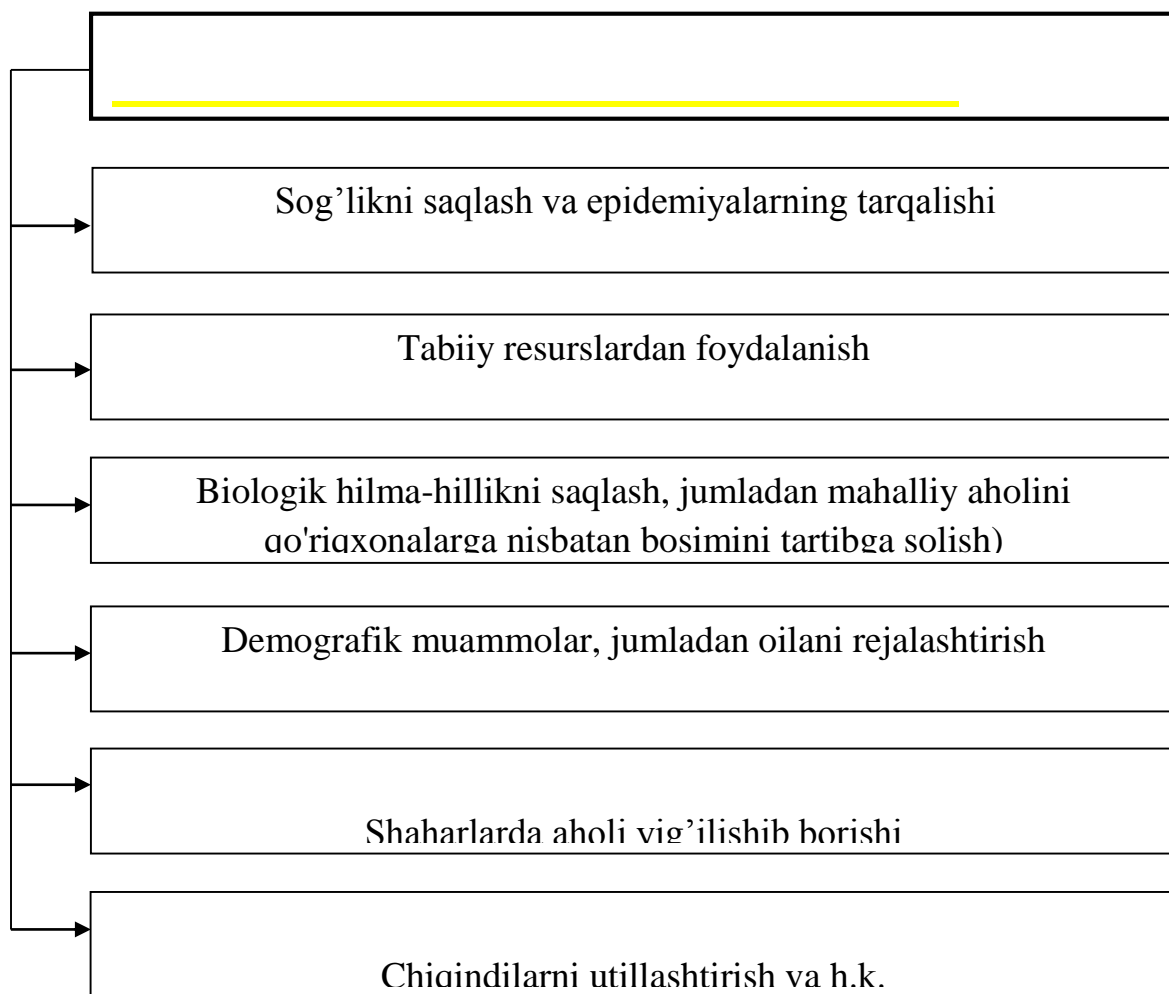 Sog’likni saqlash va epidemiyalarning tarqalishi
Tabiiy resurslardan foydalanish
Biologik hilma-hillikni saqlash, jumladan mahalliy aholini
qo'riqxonalarga nisbatan bosimini tartibga solish)
Demografik muammolar, jumladan oilani rejalashtirish
Shaharlarda aholi yig’ilishib borishi
Chiqindilarni utillashtirish va h.k.